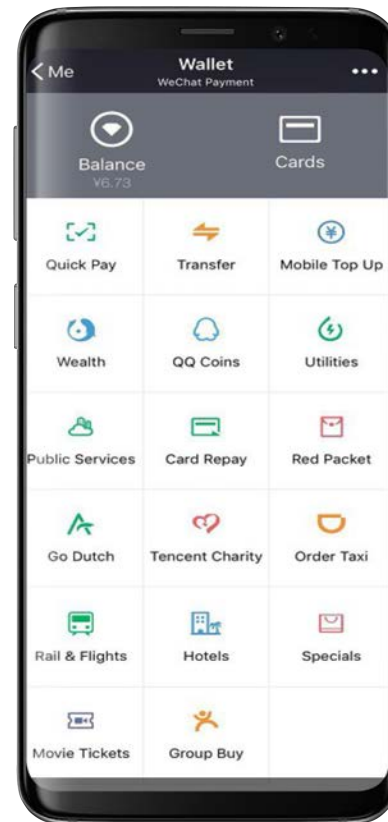 Me
Wallet
WeChat Payment
Balance
¥6.73
Cards
Quick Pay
Transfer
Mobile Top Up
Wealth
QQ Coins
Utilities
Public Services
Card Repay
Red Packet
Go Dutch
Tencent Charity
Order Taxi
Rail & Flights
Hotels
Specials
Movie Tickets
Group Buy